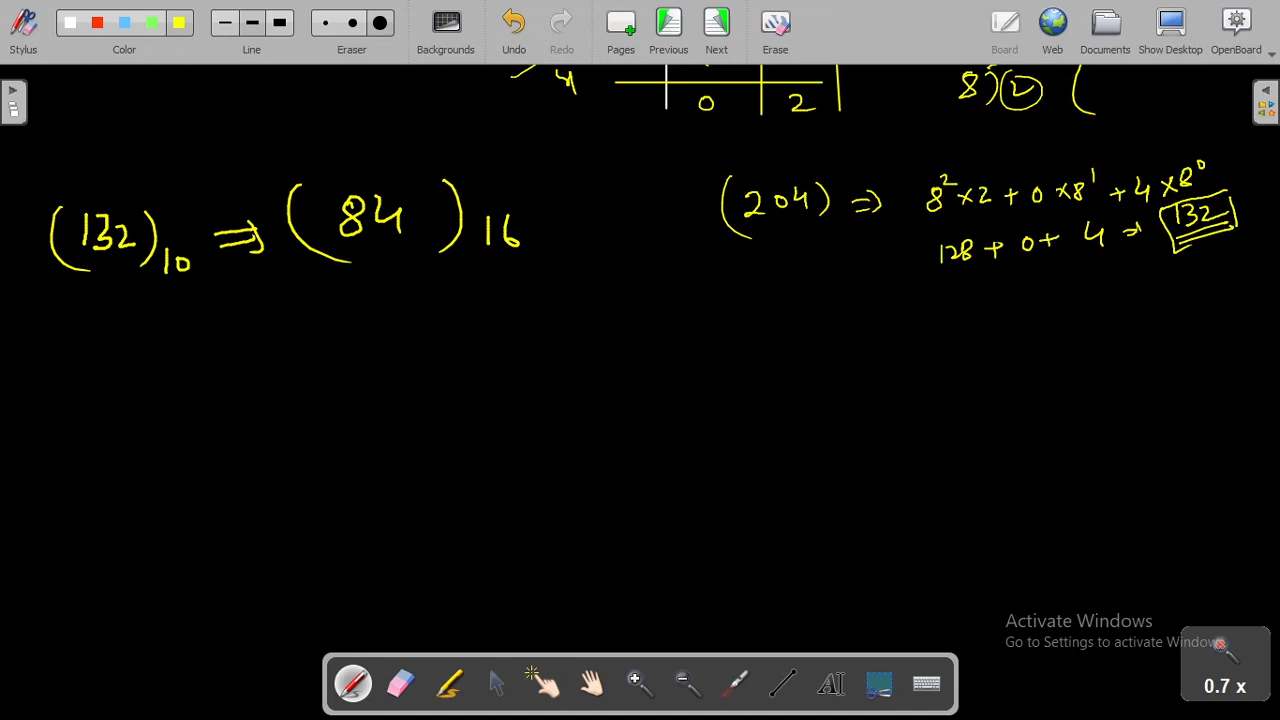 Stylus Color Line Eraser Backgrounds Undo Redo Pages Previous Next Erase Board Web Documents Show Desktop OpenBoard
4 0 2 8)2(
(132)10 ⇒ (84)16
(204) ⇒ 8²×2 + 0×8¹ + 4×8⁰
128 + 0 + 4 ⇒ 132
Activate Windows
Go to Settings to activate Windows
0.7 x